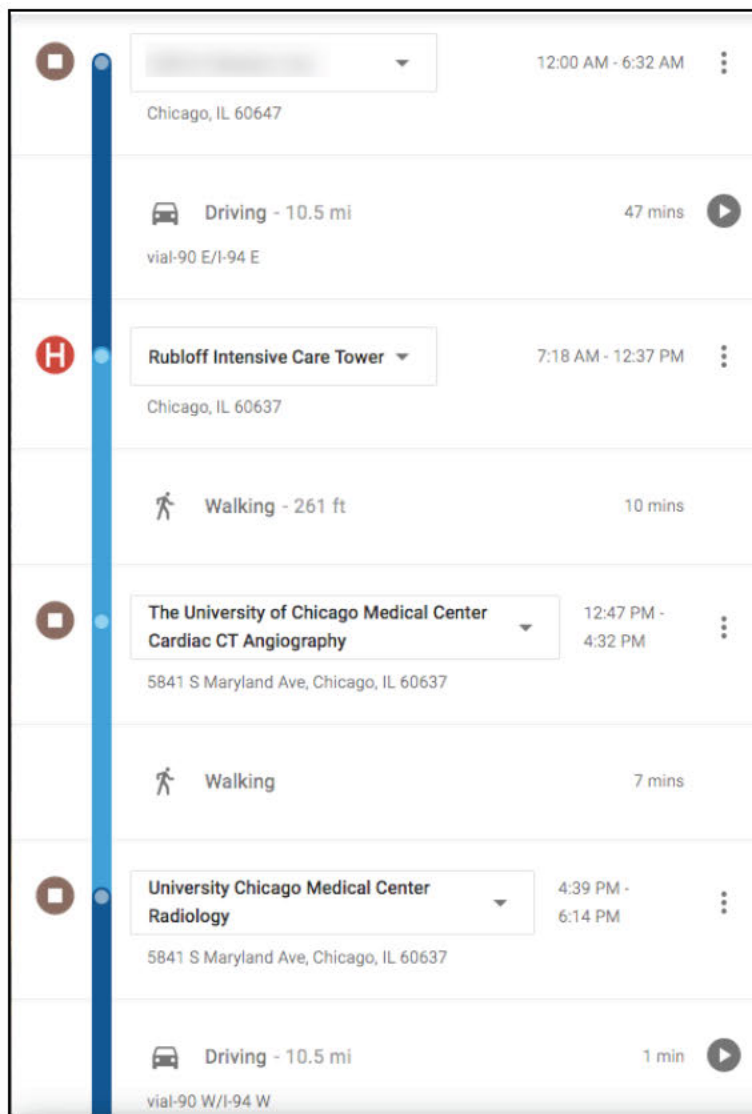 12:00 AM - 6:32 AM
Chicago, IL 60647
Driving - 10.5 mi
47 mins
vial-90 E/I-94 E
H
Rubloff Intensive Care Tower
7:18 AM - 12:37 PM
Chicago, IL 60637
Walking - 261 ft
10 mins
The University of Chicago Medical Center
Cardiac CT Angiography
12:47 PM -
4:32 PM
5841 S Maryland Ave, Chicago, IL 60637
Walking
7 mins
University Chicago Medical Center
Radiology
4:39 PM -
6:14 PM
5841 S Maryland Ave, Chicago, IL 60637
Driving - 10.5 mi
1 min
vial-90 W/I-94 W